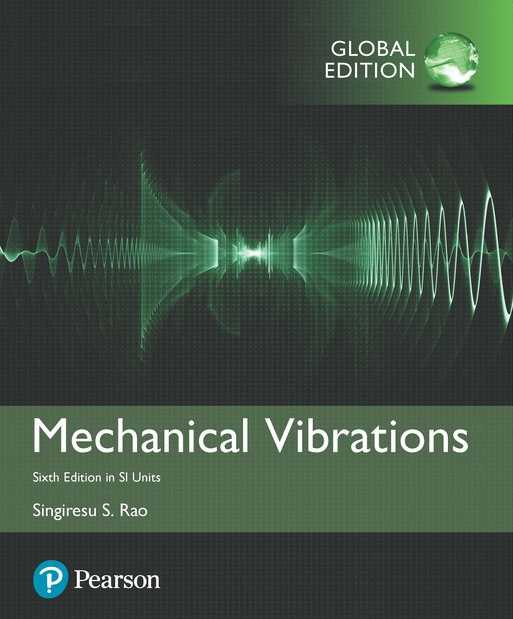 GLOBAL
EDITION
Mechanical Vibrations
Sixth Edition in SI Units
Singiresu S. Rao
P Pearson